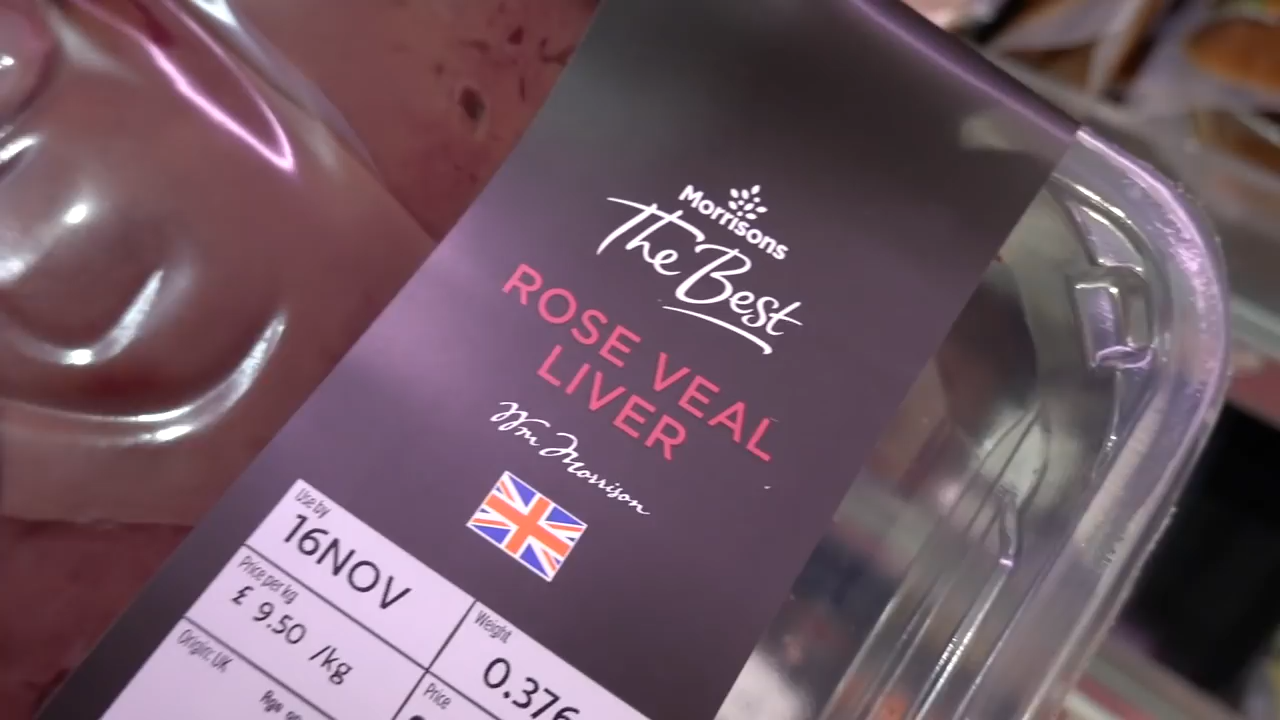 Morrisons
The Best
ROSE VEAL
LIVER
Wm Morrison
Use by
16NOV
Price per kg
£ 9.50 /kg
Weight
0.376
Origin: UK
Price